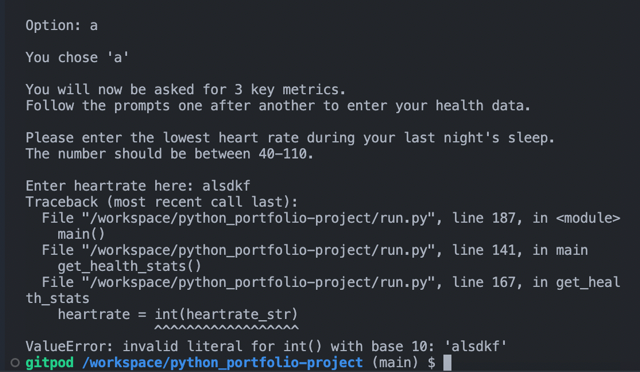 Option: a
You chose 'a'
You will now be asked for 3 key metrics.
Follow the prompts one after another to enter your health data.
Please enter the lowest heart rate during your last night's sleep.
The number should be between 40-110.
Enter heartrate here: alsdkf
Traceback (most recent call last):
  File "/workspace/python_portfolio-project/run.py", line 187, in <module>
    main()
  File "/workspace/python_portfolio-project/run.py", line 141, in main
    get_health_stats()
  File "/workspace/python_portfolio-project/run.py", line 167, in get_heal
th_stats
    heartrate = int(heartrate_str)
                ^^^^^^^^^^^^^^^^^^
ValueError: invalid literal for int() with base 10: 'alsdkf'
gitpod /workspace/python_portfolio-project (main) $